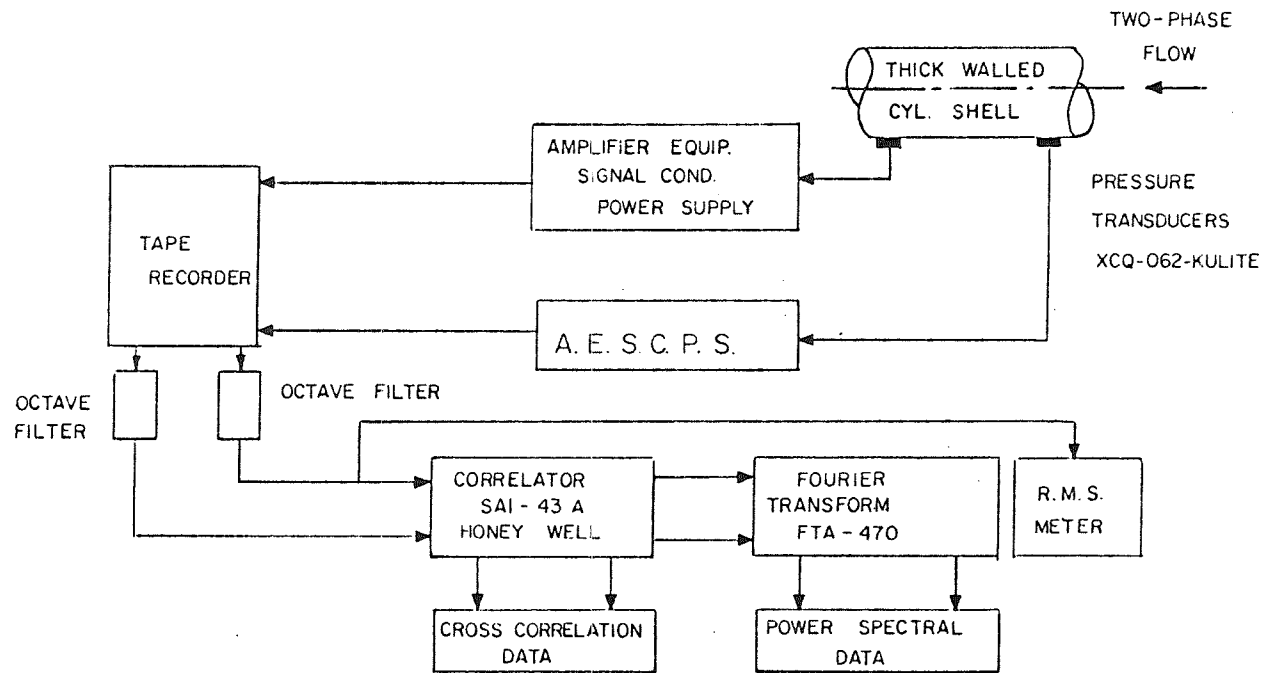 TWO-PHASE
FLOW
THICK WALLED
CYL. SHELL
AMPLIFIER EQUIP.
SIGNAL COND.
POWER SUPPLY
PRESSURE
TRANSDUCERS
XCQ-062-KULITE
TAPE
RECORDER
A. E. S. C. P. S.
OCTAVE
FILTER
OCTAVE FILTER
CORRELATOR
SAI-43 A
HONEY WELL
FOURIER
TRANSFORM
FTA-470
R.M.S.
METER
CROSS CORRELATION
DATA
POWER SPECTRAL
DATA